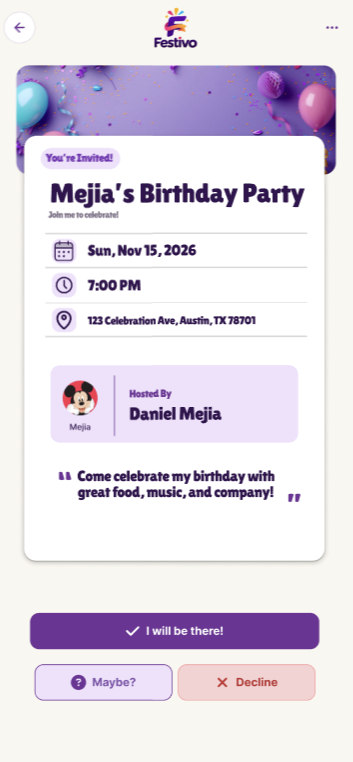 Festivo
You're Invited!
Mejia's Birthday Party
Join me to celebrate!
Sun, Nov 15, 2026
7:00 PM
123 Celebration Ave, Austin, TX 78701
Hosted By
Daniel Mejia
Mejia
" Come celebrate my birthday with
great food, music, and company! "
I will be there!
? Maybe?
Decline